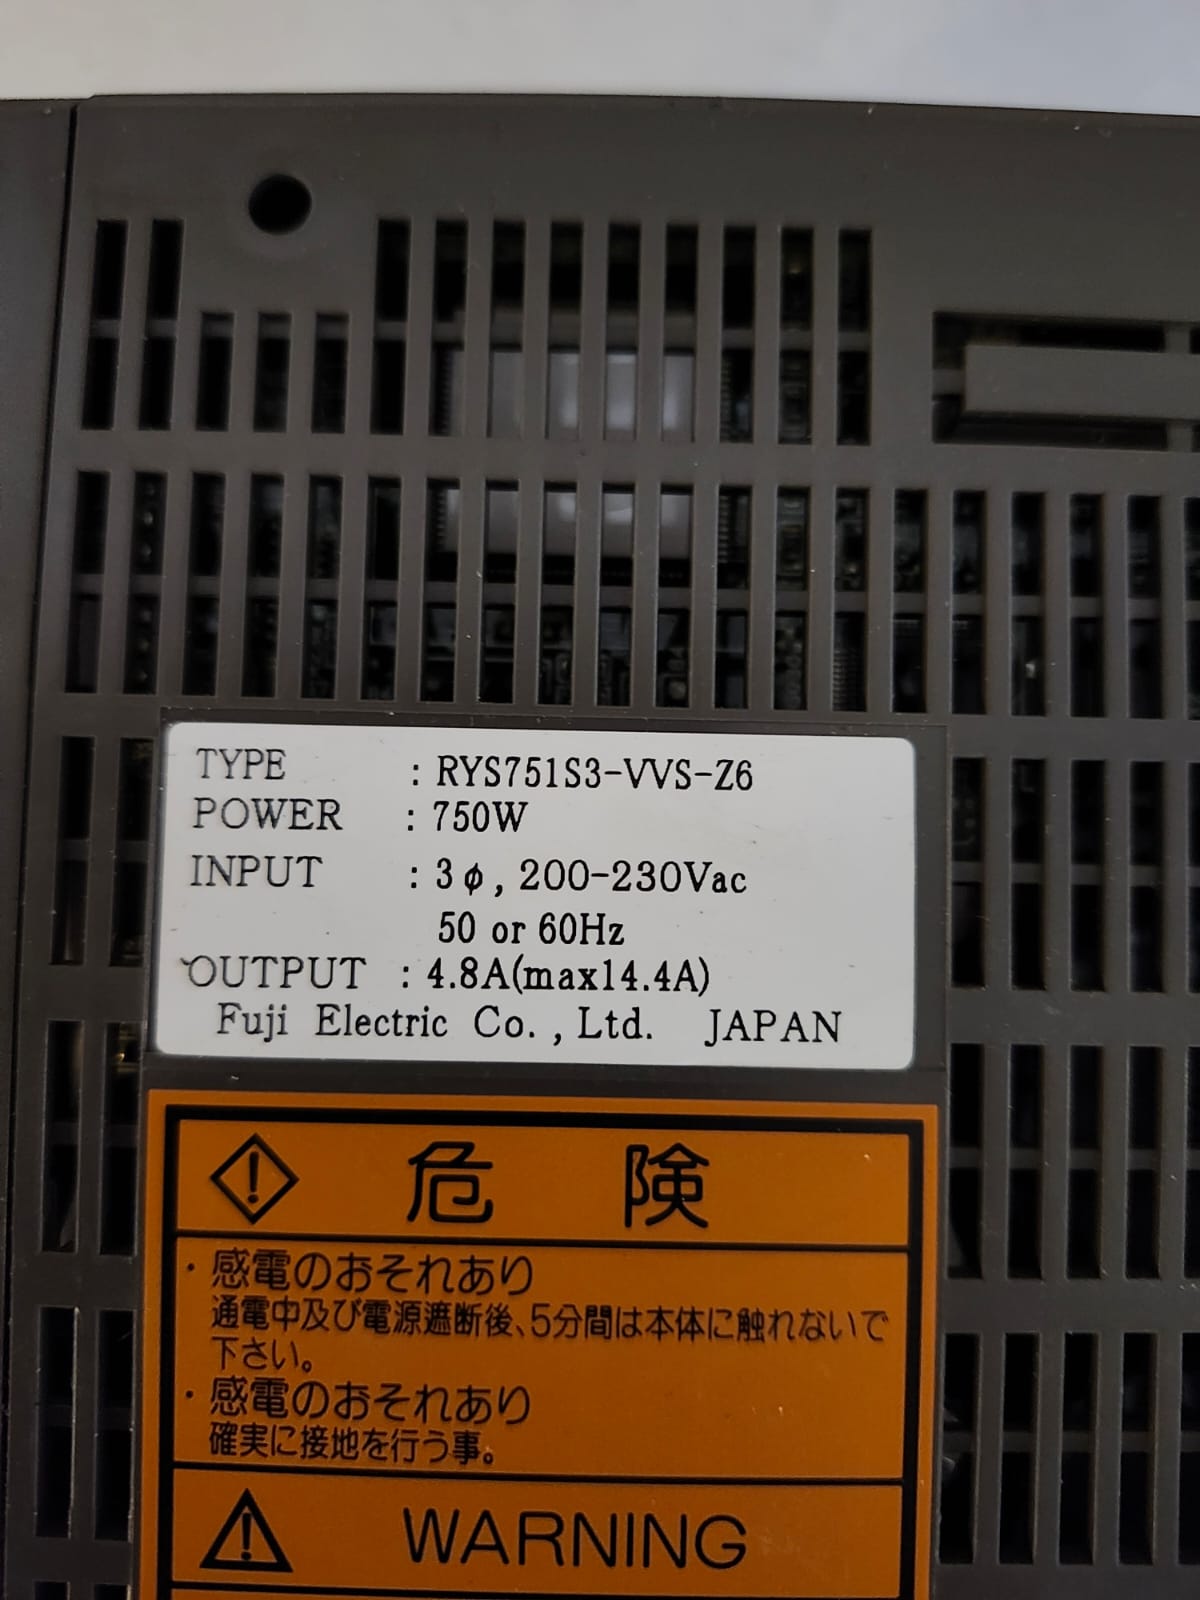 TYPE : RYS751S3-VVS-Z6
POWER : 750W
INPUT : 3φ, 200-230Vac
50 or 60Hz
OUTPUT : 4.8A(max14.4A)
Fuji Electric Co.,Ltd. JAPAN
危 険
・感電のおそれあり
通電中及び電源遮断後、5分間は本体に触れないで
下さい。
・感電のおそれあり
確実に接地を行う事。
WARNING